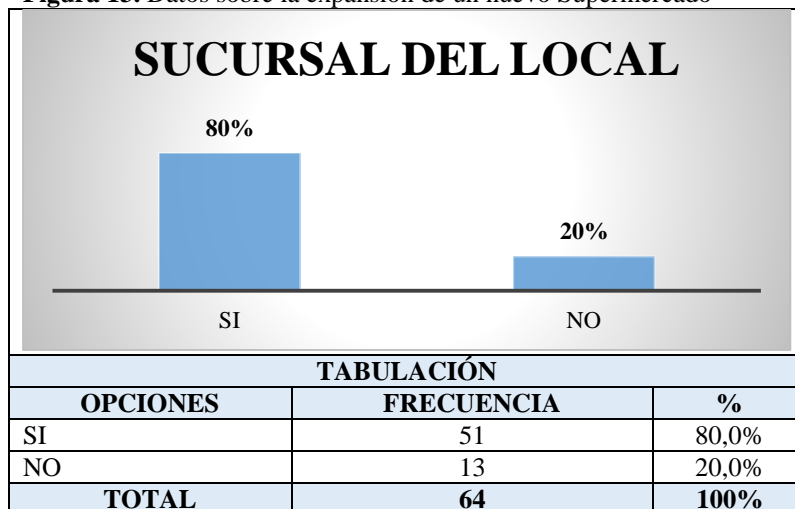 Figura 15. Datos sobre la expansión de un nuevo Supermercado
SUCURSAL DEL LOCAL
80%
20%
SI NO
TABULACIÓN
OPCIONES FRECUENCIA %
SI 51 80,0%
NO 13 20,0%
TOTAL 64 100%